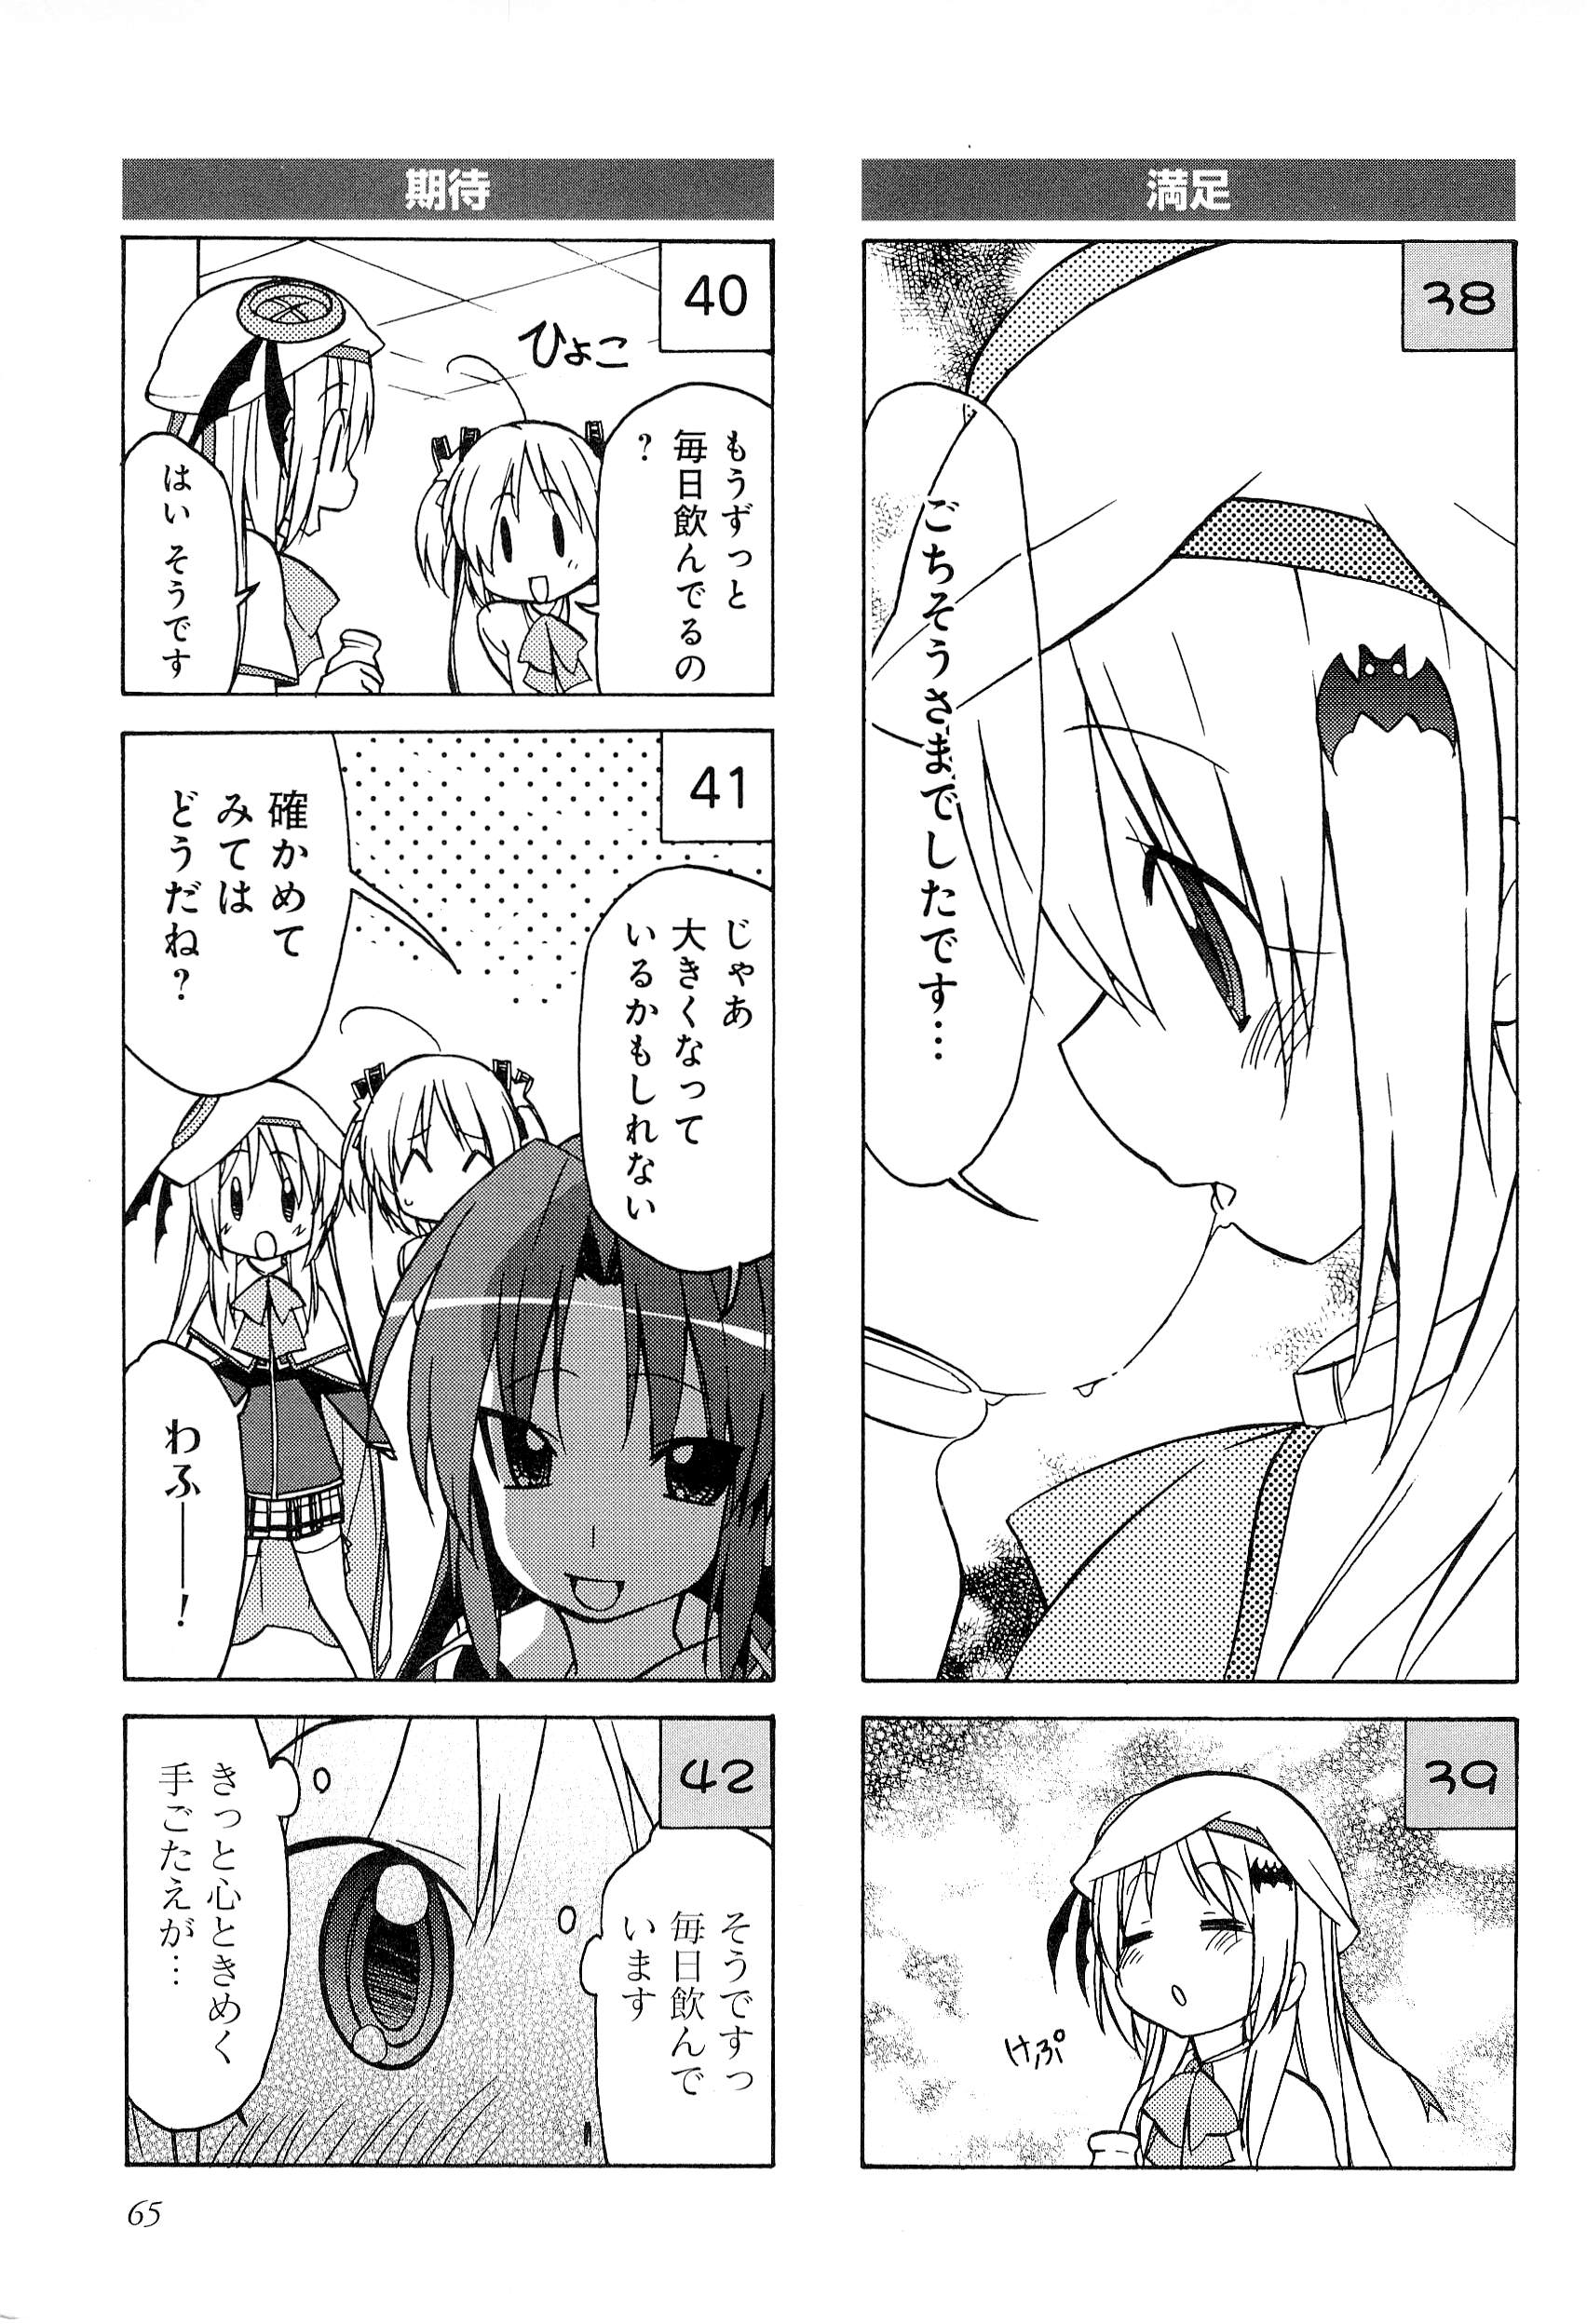 満足
38
ごちそうさまでしたです…
39
けぷ
期待
40
ひょこ
もうずっと
毎日飲んでるの
?
はい そうです
41
じゃあ
大きくなって
いるかもしれない
確かめて
みては
どうだね?
わふ――!
42
そうですっ
毎日飲んで
います
きっと心ときめく
手ごたえが…
65